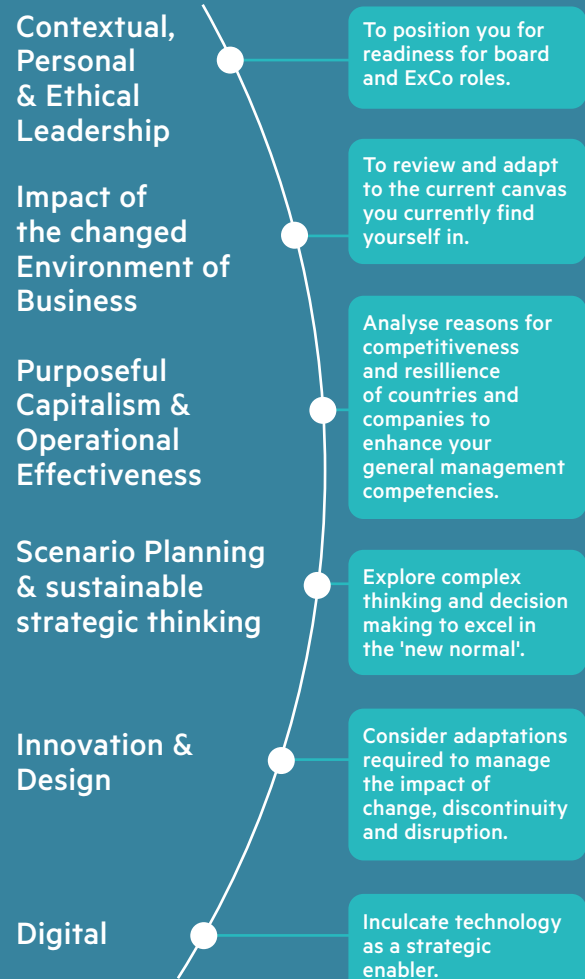 Contextual,
Personal
& Ethical
Leadership
To position you for
readiness for board
and ExCo roles.
Impact of
the changed
Environment of
Business
To review and adapt
to the current canvas
you currently find
yourself in.
Purposeful
Capitalism &
Operational
Effectiveness
Analyse reasons for
competitiveness
and resillience
of countries and
companies to
enhance your
general management
competencies.
Scenario Planning
& sustainable
strategic thinking
Explore complex
thinking and decision
making to excel in
the 'new normal'.
Innovation &
Design
Consider adaptations
required to manage
the impact of
change, discontinuity
and disruption.
Digital
Inculcate technology
as a strategic
enabler.